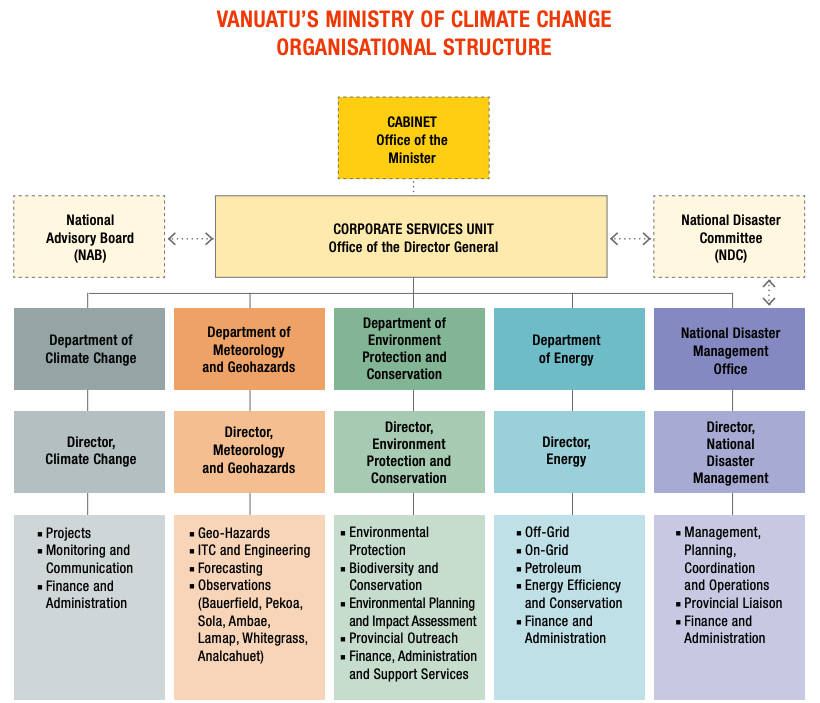 VANUATU'S MINISTRY OF CLIMATE CHANGE
ORGANISATIONAL STRUCTURE
CABINET
Office of the
Minister
National
Advisory Board
(NAB)
CORPORATE SERVICES UNIT
Office of the Director General
National Disaster
Committee
(NDC)
Department of
Climate Change
Department of
Meteorology
and Geohazards
Department of
Environment
Protection and
Conservation
Department
of Energy
National Disaster
Management
Office
Director,
Climate Change
Director,
Meteorology
and Geohazards
Director,
Environment
Protection and
Conservation
Director,
Energy
Director,
National
Disaster
Management
▪ Projects
▪ Monitoring and
Communication
▪ Finance and
Administration
▪ Geo-Hazards
▪ ITC and Engineering
▪ Forecasting
▪ Observations
(Bauerfield, Pekoa,
Sola, Ambae,
Lamap, Whitegrass,
Analcahuet)
▪ Environmental
Protection
▪ Biodiversity and
Conservation
▪ Environmental Planning
and Impact Assessment
▪ Provincial Outreach
▪ Finance, Administration
and Support Services
▪ Off-Grid
▪ On-Grid
▪ Petroleum
▪ Energy Efficiency
and Conservation
▪ Finance and
Administration
▪ Management,
Planning,
Coordination
and Operations
▪ Provincial Liaison
▪ Finance and
Administration